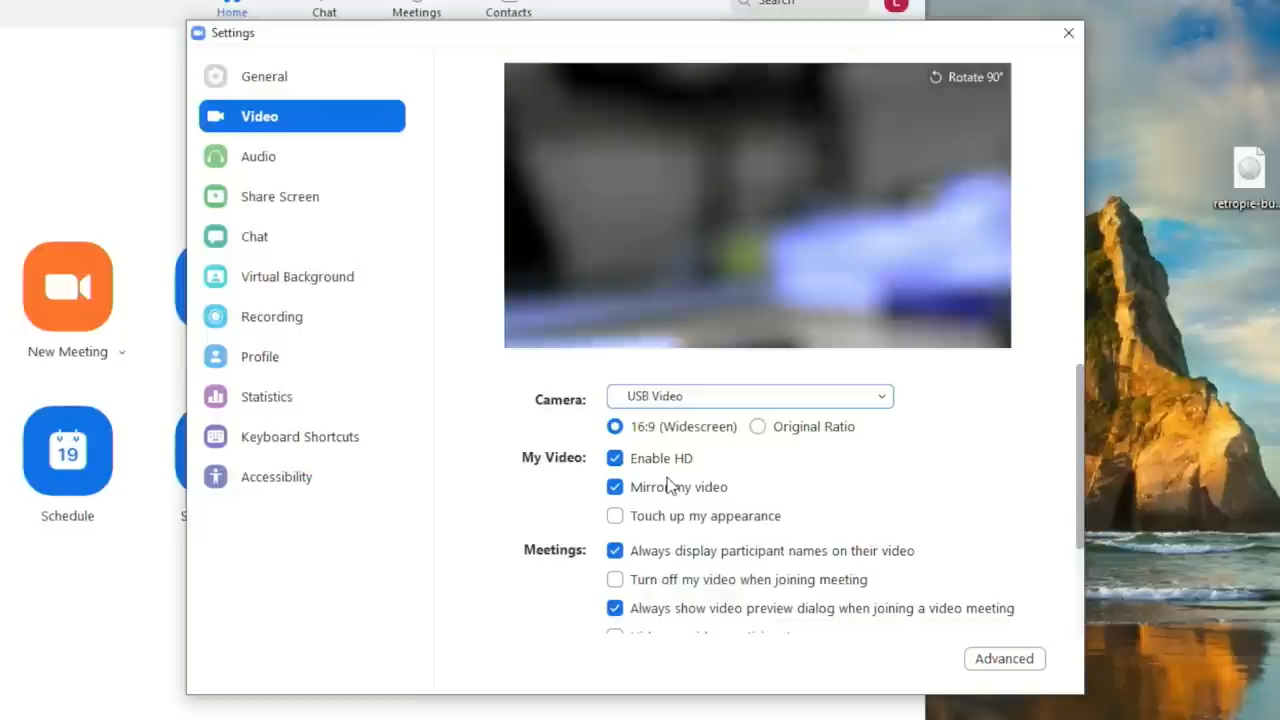 Home Chat Meetings Contacts Search
Settings
General
Rotate 90°
Video
Audio
Share Screen
Chat
Virtual Background
Recording
Profile
Statistics
Keyboard Shortcuts
Accessibility
New Meeting
19
Schedule
S
Camera: USB Video
16:9 (Widescreen) Original Ratio
My Video: Enable HD
Mirror my video
Touch up my appearance
Meetings: Always display participant names on their video
Turn off my video when joining meeting
Always show video preview dialog when joining a video meeting
Advanced
retropie-bu...